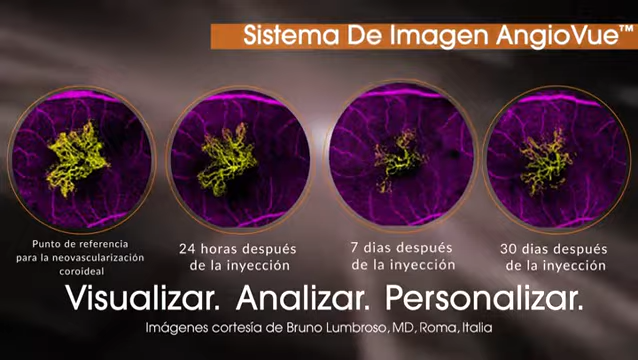 Sistema De Imagen AngioVue™
Punto de referencia
para la neovascularización
coroideal
24 horas después
de la inyección
7 dias después
de la inyección
30 dias después
de la inyección
Visualizar. Analizar. Personalizar.
Imágenes cortesía de Bruno Lumbroso, MD, Roma, Italia